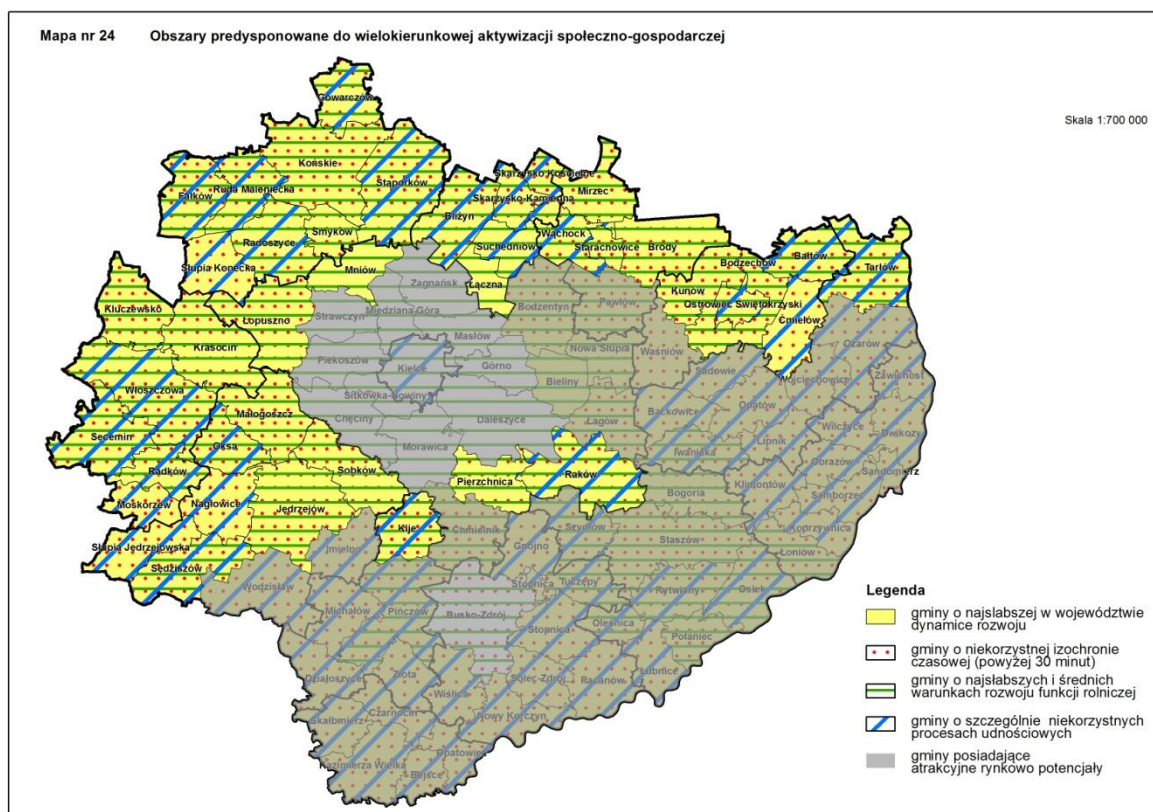 Mapa nr 24 Obszary predysponowane do wielokierunkowej aktywizacji społeczno-gospodarczej
Skala 1:700 000
Gowarczów
Końskie
Skarżysko Kościelne
Stąporków
Mirzec
Ruda Maleniecka
Fałków
Skarżysko-Kamienna
Bliżyn
Smyków
Wąchock
Radoszyce
Suchedniów
Starachowice
Brody
Słupia Konecka
Bodzechów
Bałtów
Tarłów
Mniów
Zagnańsk
Łączna
Kunów
Bodzentyn
Pawłów
Ostrowiec Świętokrzyski
Kluczewsko
Łopuszno
Strawczyn
Miedziana Góra
Ćmielów
Masłów
Krasocin
Nowa Słupia
Waśniów
Ożarów
Piekoszów
Kielce
Górno
Sadowie
Wojciechowice
Zawichost
Włoszczowa
Bieliny
Sitkówka-Nowiny
Małogoszcz
Chęciny
Daleszyce
Łagów
Baćkowice
Opatów
Wilczyce
Dwikozy
Secemin
Oksa
Morawica
Iwaniska
Lipnik
Obrazów
Sandomierz
Radków
Sobków
Pierzchnica
Raków
Klimontów
Samborzec
Moskorzew
Nagłowice
Jędrzejów
Bogoria
Kije
Chmielnik
Szydłów
Koprzywnica
Słupia Jędrzejowska
Imielno
Gnojno
Staszów
Łoniów
Sędziszów
Wodzisław
Stopnica
Tuczępy
Rytwiany
Osiek
Michałów
Pińczów
Busko-Zdrój
Stopnica
Oleśnica
Połaniec
Działoszyce
Złota
Wiślica
Solec-Zdrój
Pacanów
Łubnice
Skalbmierz
Czarnocin
Nowy Korczyn
Opatowiec
Kazimierza Wielka
Bejsce
Legenda
gminy o najsłabszej w województwie
dynamice rozwoju
gminy o niekorzystnej izochronie
czasowej (powyżej 30 minut)
gminy o najsłabszych i średnich
warunkach rozwoju funkcji rolniczej
gminy o szczególnie niekorzystnych
procesach udnościowych
gminy posiadające
atrakcyjne rynkowo potencjały